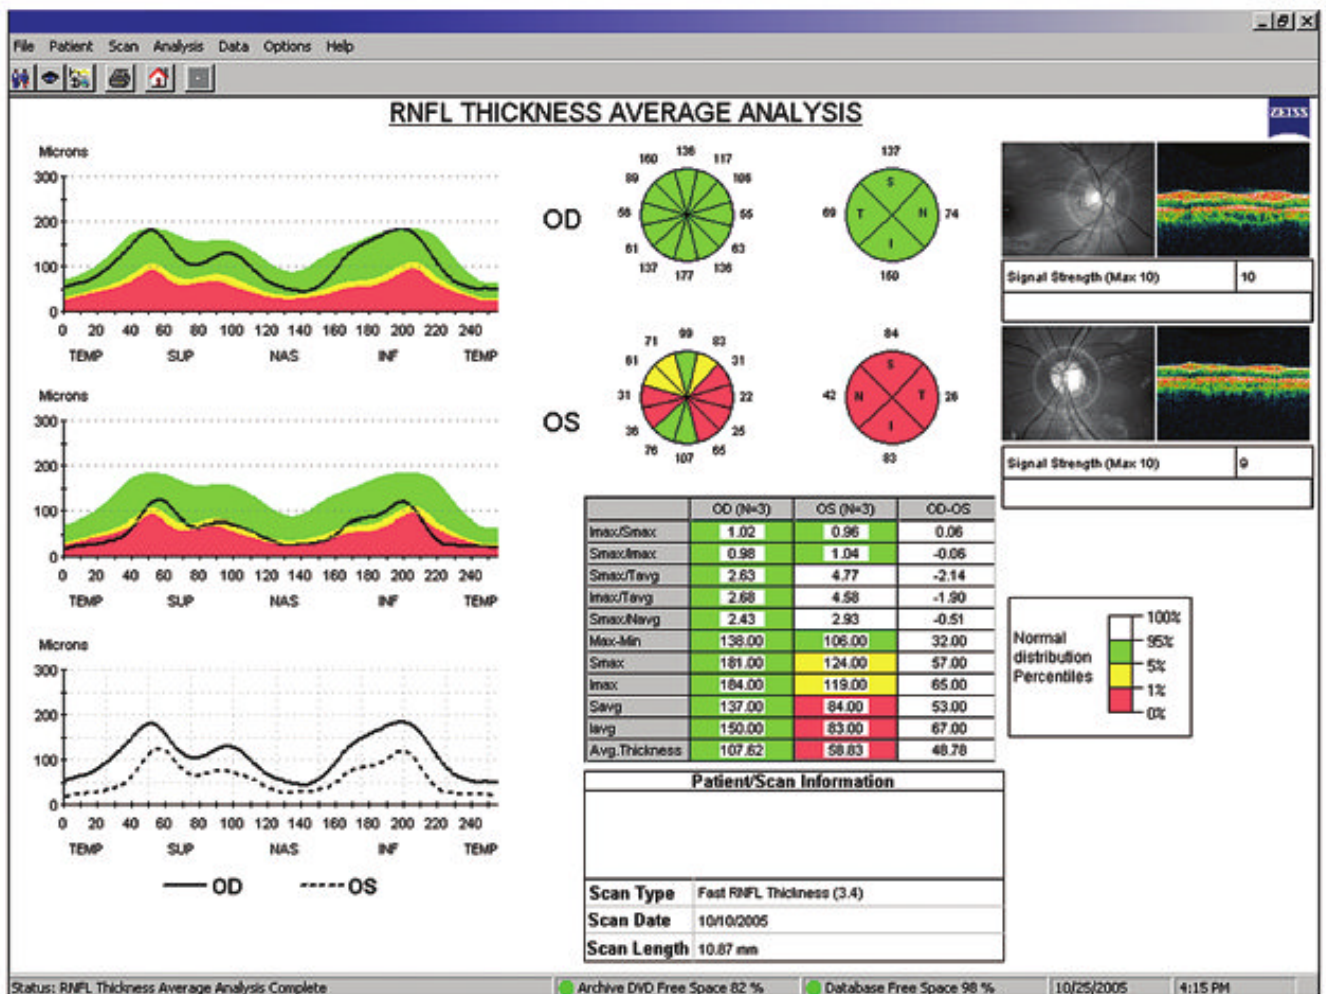 File Patient Scan Analysis Data Options Help
RNFL THICKNESS AVERAGE ANALYSIS
ZEISS
Microns
300
200
100
0
0 20 40 60 80 100 120 140 160 180 200 220 240
TEMP SUP NAS INF TEMP
Microns
300
200
100
0
0 20 40 60 80 100 120 140 160 180 200 220 240
TEMP SUP NAS INF TEMP
Microns
300
200
100
0
0 20 40 60 80 100 120 140 160 180 200 220 240
TEMP SUP NAS INF TEMP
OD OS
OD
136
160 117
89 106
55
61 63
137 136
177
137
S
69 T N 74
I
150
Signal Strength (Max 10) 10
OS
99
71 83
61 31
31 22
36 25
76 65
107
84
S
42 N T 26
I
83
Signal Strength (Max 10) 9
OD (N=3) OS (N=3) OD-OS
Imax/Smax 1.02 0.96 0.06
Smax/Imax 0.98 1.04 -0.06
Smax/Tavg 2.63 4.77 -2.14
Imax/Tavg 2.68 4.58 -1.90
Smax/Navg 2.43 2.93 -0.51
Max-Min 138.00 106.00 32.00
Smax 181.00 124.00 57.00
Imax 184.00 119.00 65.00
Savg 137.00 84.00 53.00
Iavg 150.00 83.00 67.00
Avg.Thickness 107.62 58.83 48.78
Normal
distribution
Percentiles
100%
95%
5%
1%
0%
Patient/Scan Information
Scan Type Fast RNFL Thickness (3.4)
Scan Date 10/10/2005
Scan Length 10.87 mm
Status: RNFL Thickness Average Analysis Complete Archive DVD Free Space 82 % Database Free Space 98 % 10/25/2005 4:15 PM